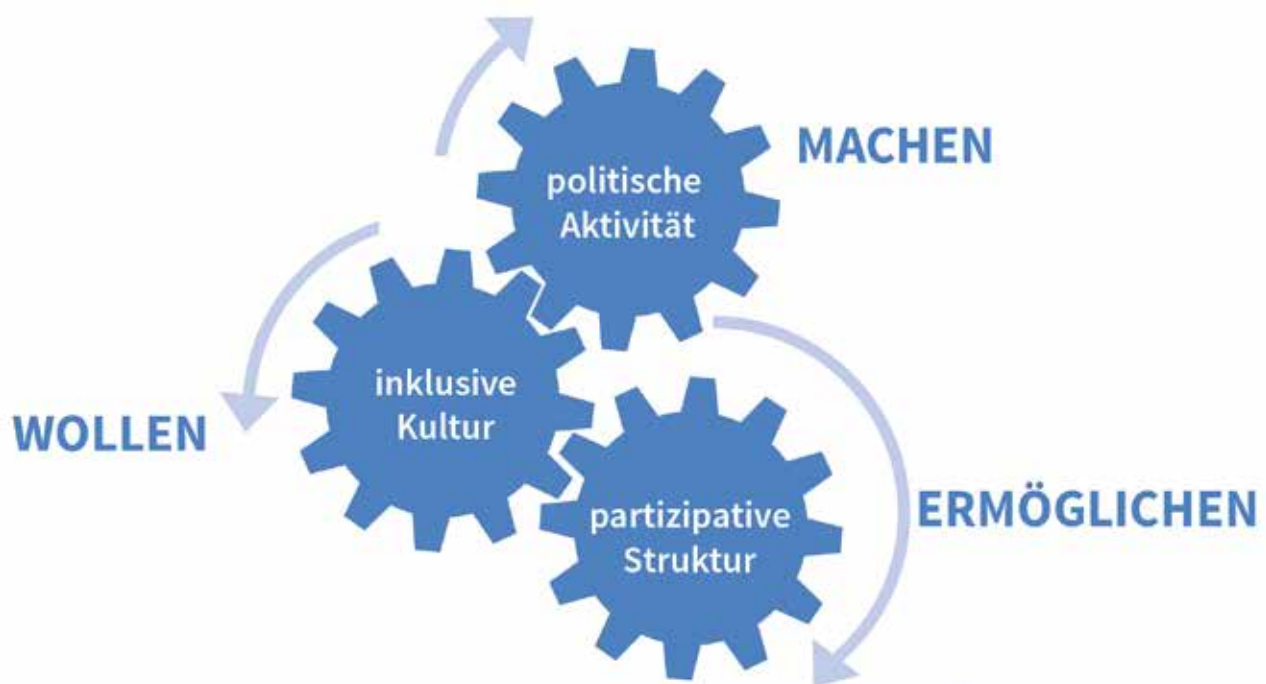 MACHEN
politische
Aktivität
inklusive
Kultur
WOLLEN
partizipative
Struktur
ERMÖGLICHEN